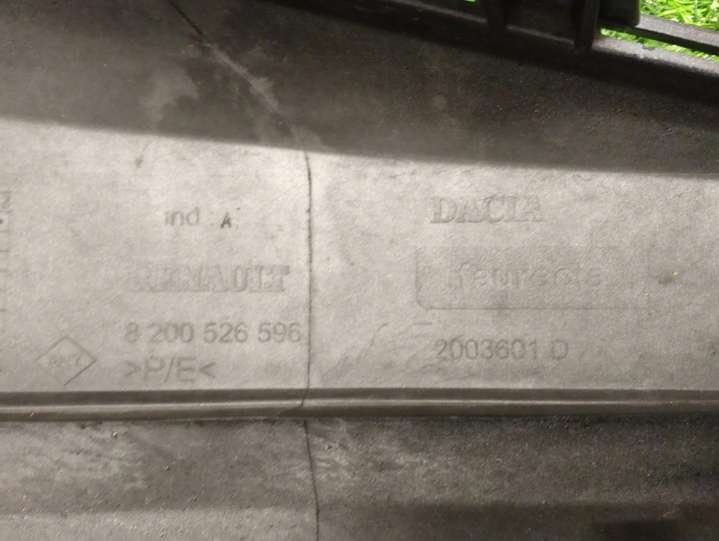 ind : A
DACIA
RENAULT
faurecia
8 200 526 596
2003601 D
>P/E<